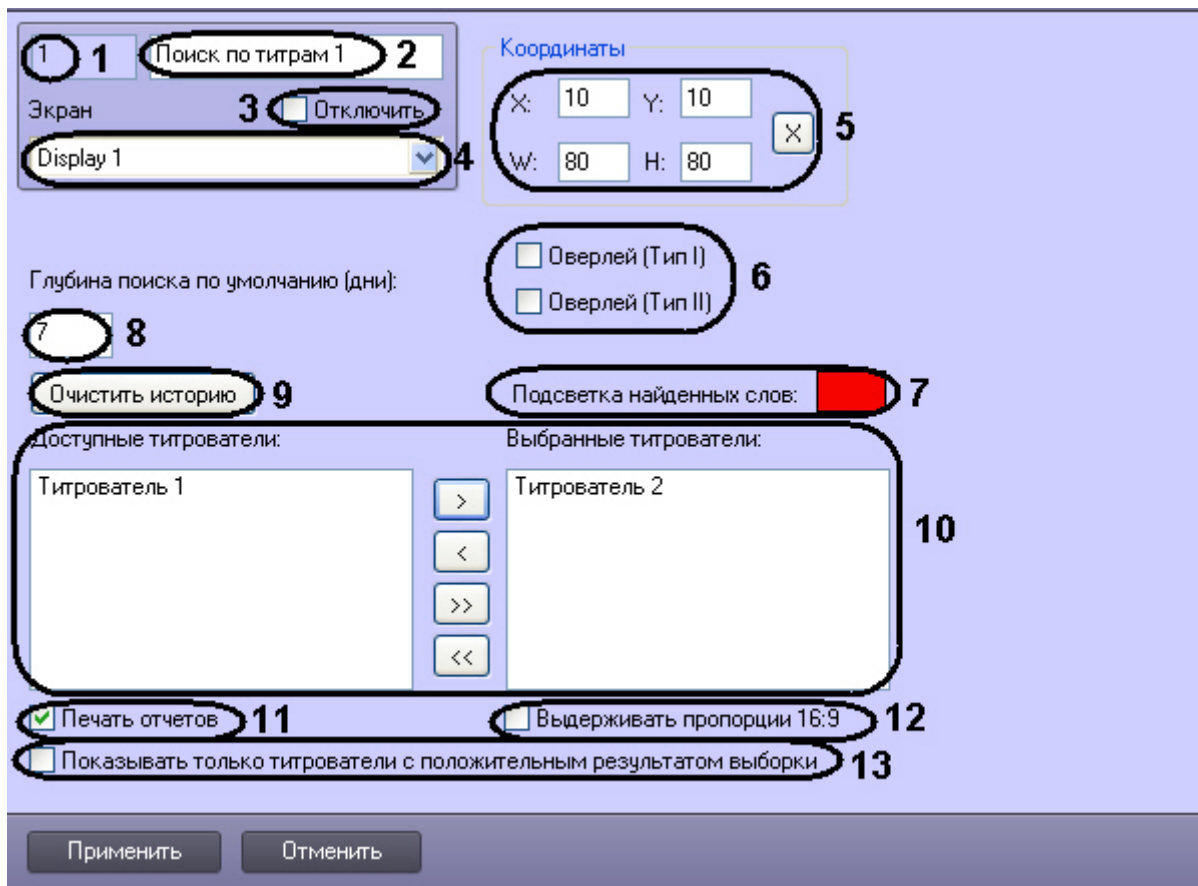 1 1 Поиск по титрам 1 2
Экран 3 Отключить
Display 1 4
Координаты
X: 10 Y: 10
X 5
W: 80 H: 80
Оверлей (Тип I)
6
Оверлей (Тип II)
Глубина поиска по умолчанию (дни):
7 8
Очистить историю 9
Подсветка найденных слов: 7
Доступные титрователи: Выбранные титрователи:
Титрователь 1 > Титрователь 2
<
10
>>
<<
Печать отчетов 11 Выдерживать пропорции 16:9 12
Показывать только титрователи с положительным результатом выборки 13
Применить Отменить